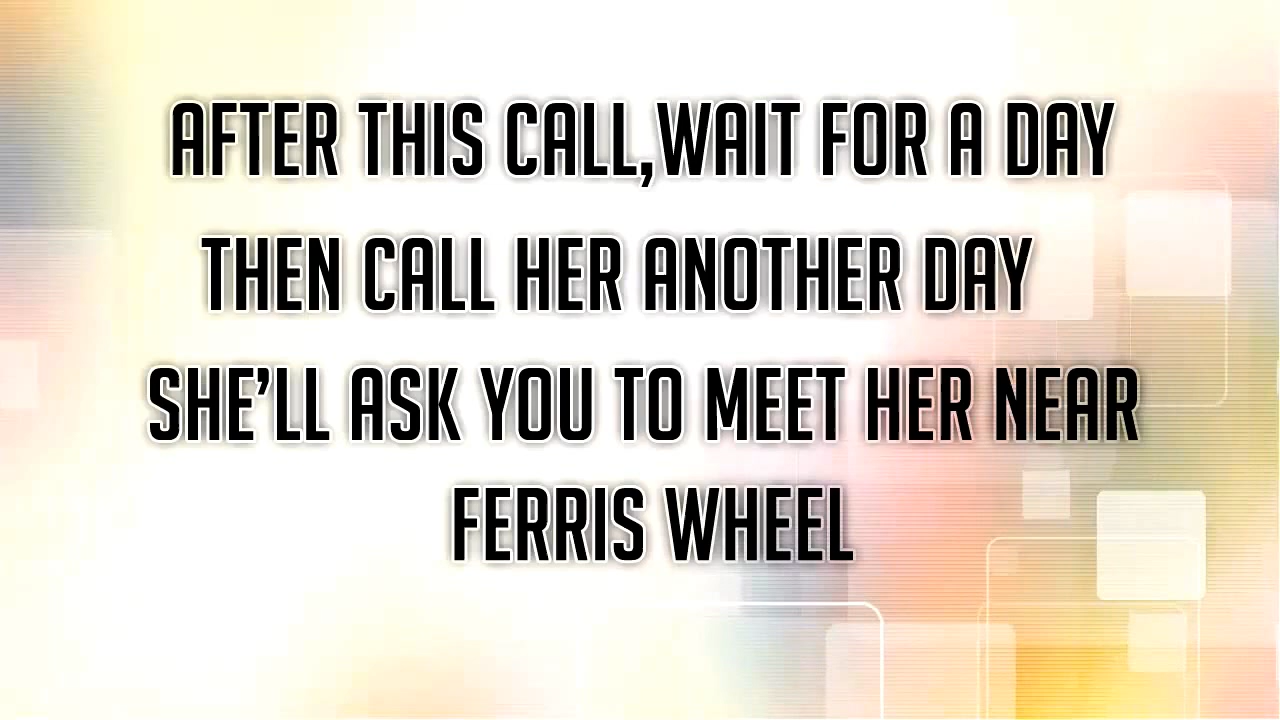 AFTER THIS CALL,WAIT FOR A DAY
THEN CALL HER ANOTHER DAY
SHE'LL ASK YOU TO MEET HER NEAR
FERRIS WHEEL